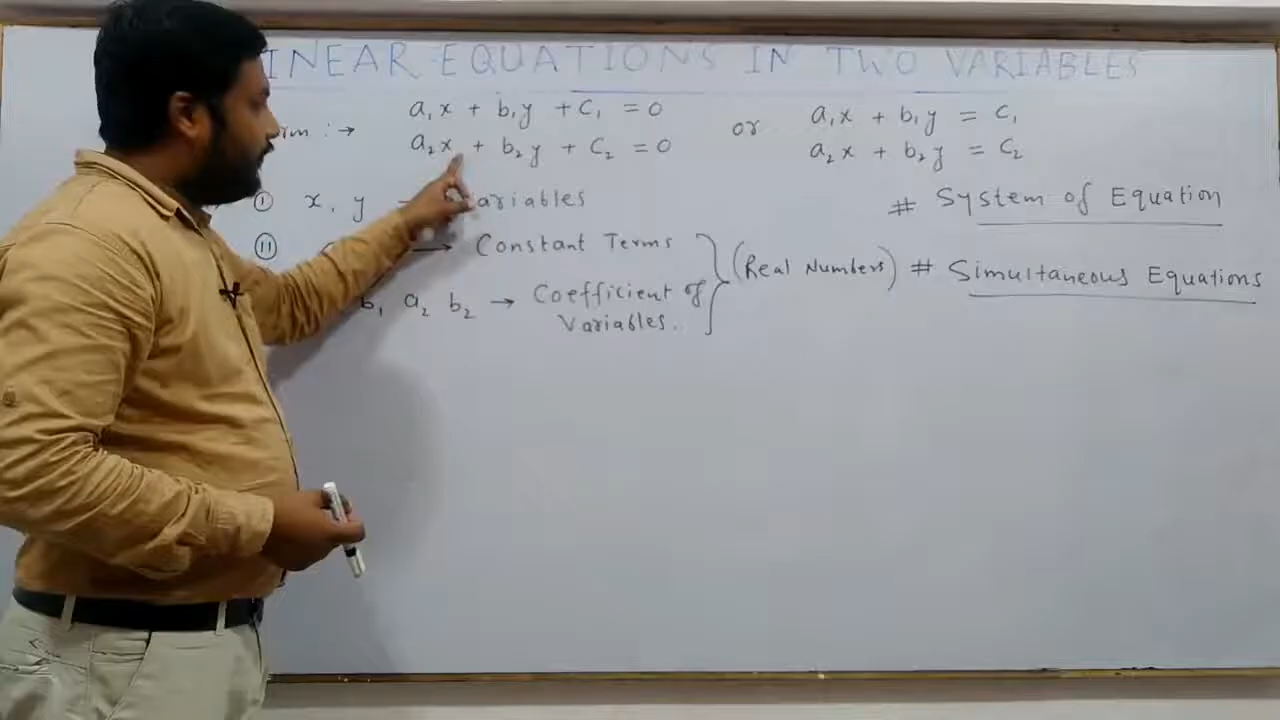 INEAR EQUATIONS IN TWO VARIABLES
rm :→ a₁x + b₁y + C₁ = 0 or a₁x + b₁y = C₁
a₂x + b₂y + C₂ = 0 a₂x + b₂y = C₂
(I) x, y → ariables # System of Equation
(II) → Constant Terms (Real Numbers) # Simultaneous Equations
b₁ a₂ b₂ → Coefficient of
Variables.